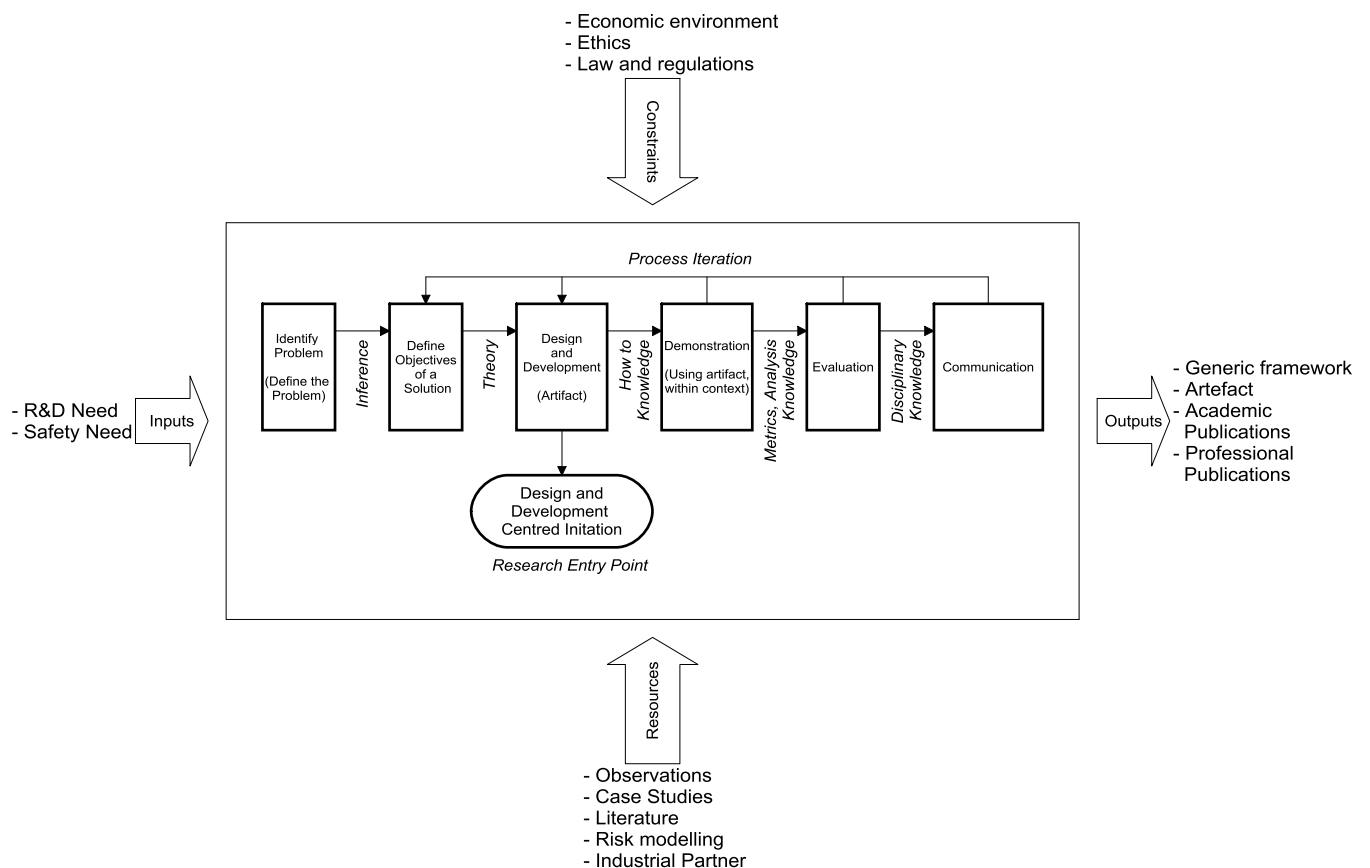 - Economic environment
- Ethics
- Law and regulations
Constraints
Process Iteration
Identify
Problem
(Define the
Problem)
Inference
Define
Objectives
of a
Solution
Theory
Design
and
Development
(Artifact)
How to
Knowledge
Demonstration
(Using artifact,
within context)
Metrics, Analysis
Knowledge
Evaluation
Disciplinary
Knowledge
Communication
- R&D Need
- Safety Need
Inputs
Outputs
- Generic framework
- Artefact
- Academic
Publications
- Professional
Publications
Design and
Development
Centred Initation
Research Entry Point
Resources
- Observations
- Case Studies
- Literature
- Risk modelling
- Industrial Partner